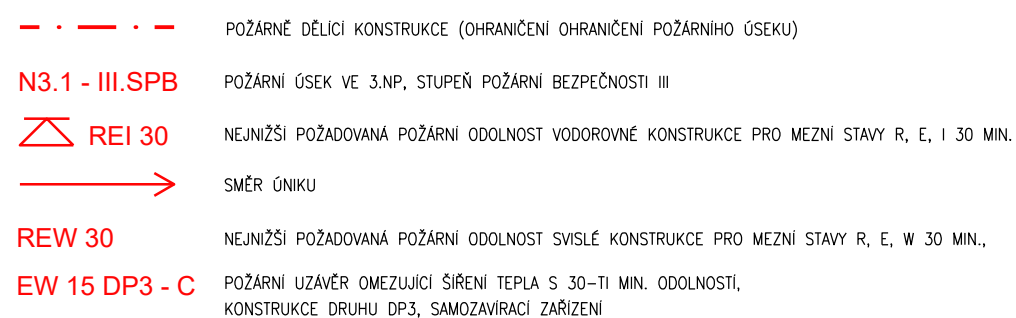 POŽÁRNĚ DĚLÍCÍ KONSTRUKCE (OHRANIČENÍ OHRANIČENÍ POŽÁRNÍHO ÚSEKU)
N3.1 - III.SPB POŽÁRNÍ ÚSEK VE 3.NP, STUPEŇ POŽÁRNÍ BEZPEČNOSTI III
REI 30 NEJNIŽŠÍ POŽADOVANÁ POŽÁRNÍ ODOLNOST VODOROVNÉ KONSTRUKCE PRO MEZNÍ STAVY R, E, I 30 MIN.
SMĚR ÚNIKU
REW 30 NEJNIŽŠÍ POŽADOVANÁ POŽÁRNÍ ODOLNOST SVISLÉ KONSTRUKCE PRO MEZNÍ STAVY R, E, W 30 MIN.,
EW 15 DP3 - C POŽÁRNÍ UZÁVĚR OMEZUJÍCÍ ŠÍŘENÍ TEPLA S 30-TI MIN. ODOLNOSTÍ,
KONSTRUKCE DRUHU DP3, SAMOZAVÍRACÍ ZAŘÍZENÍ